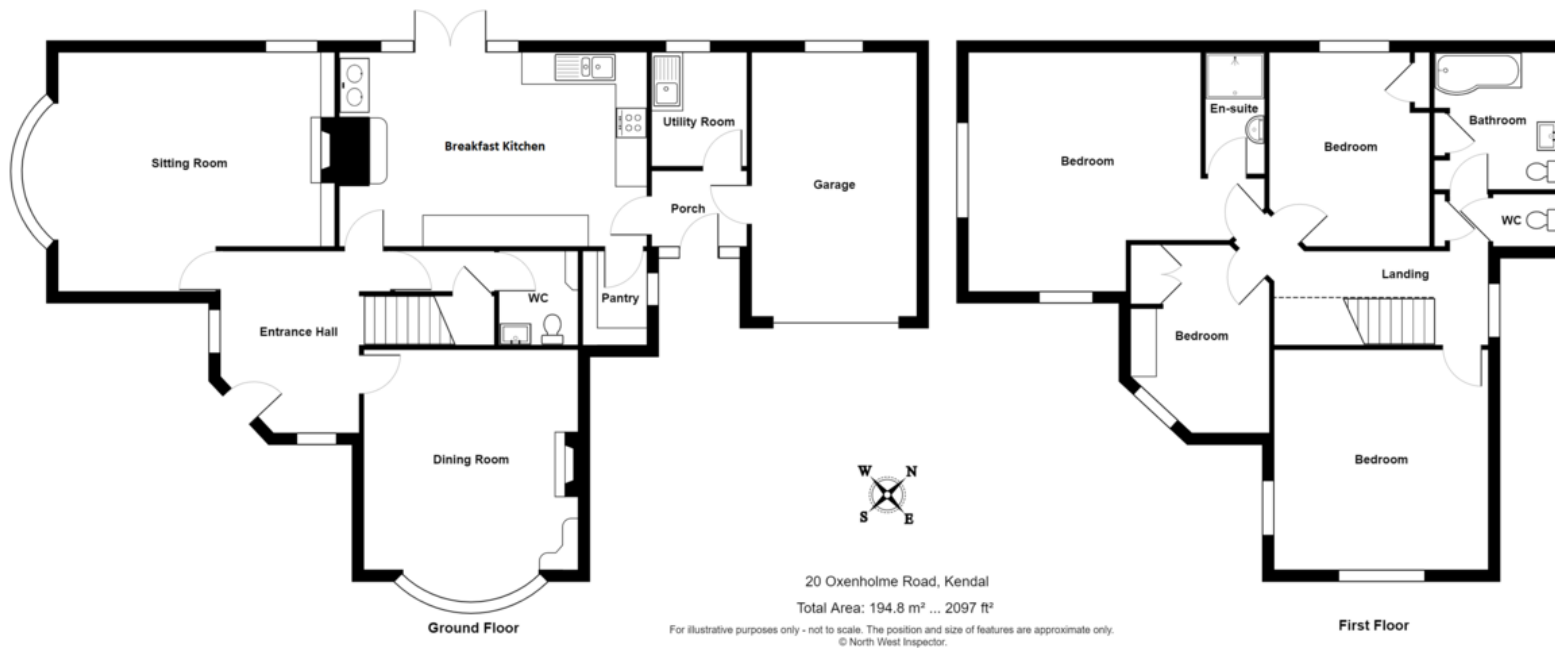 Sitting Room
Breakfast Kitchen
Utility Room
Garage
Porch
Pantry
WC
Entrance Hall
Dining Room
Ground Floor
Bedroom
En-suite
Bedroom
Bathroom
WC
Landing
Bedroom
Bedroom
First Floor
W N
S E
20 Oxenholme Road, Kendal
Total Area: 194.8 m² ... 2097 ft²
For illustrative purposes only - not to scale. The position and size of features are approximate only.
© North West Inspector.